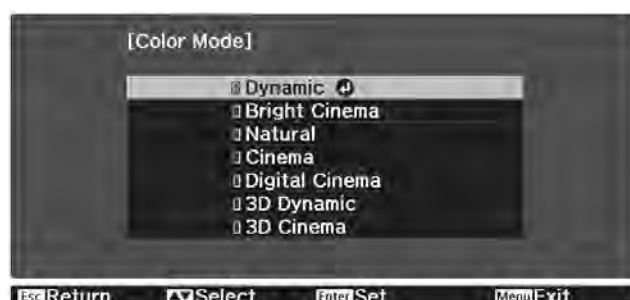 [Color Mode]
Dynamic
Bright Cinema
Natural
Cinema
Digital Cinema
3D Dynamic
3D Cinema
Esc Return Select Enter Set Menu Exit